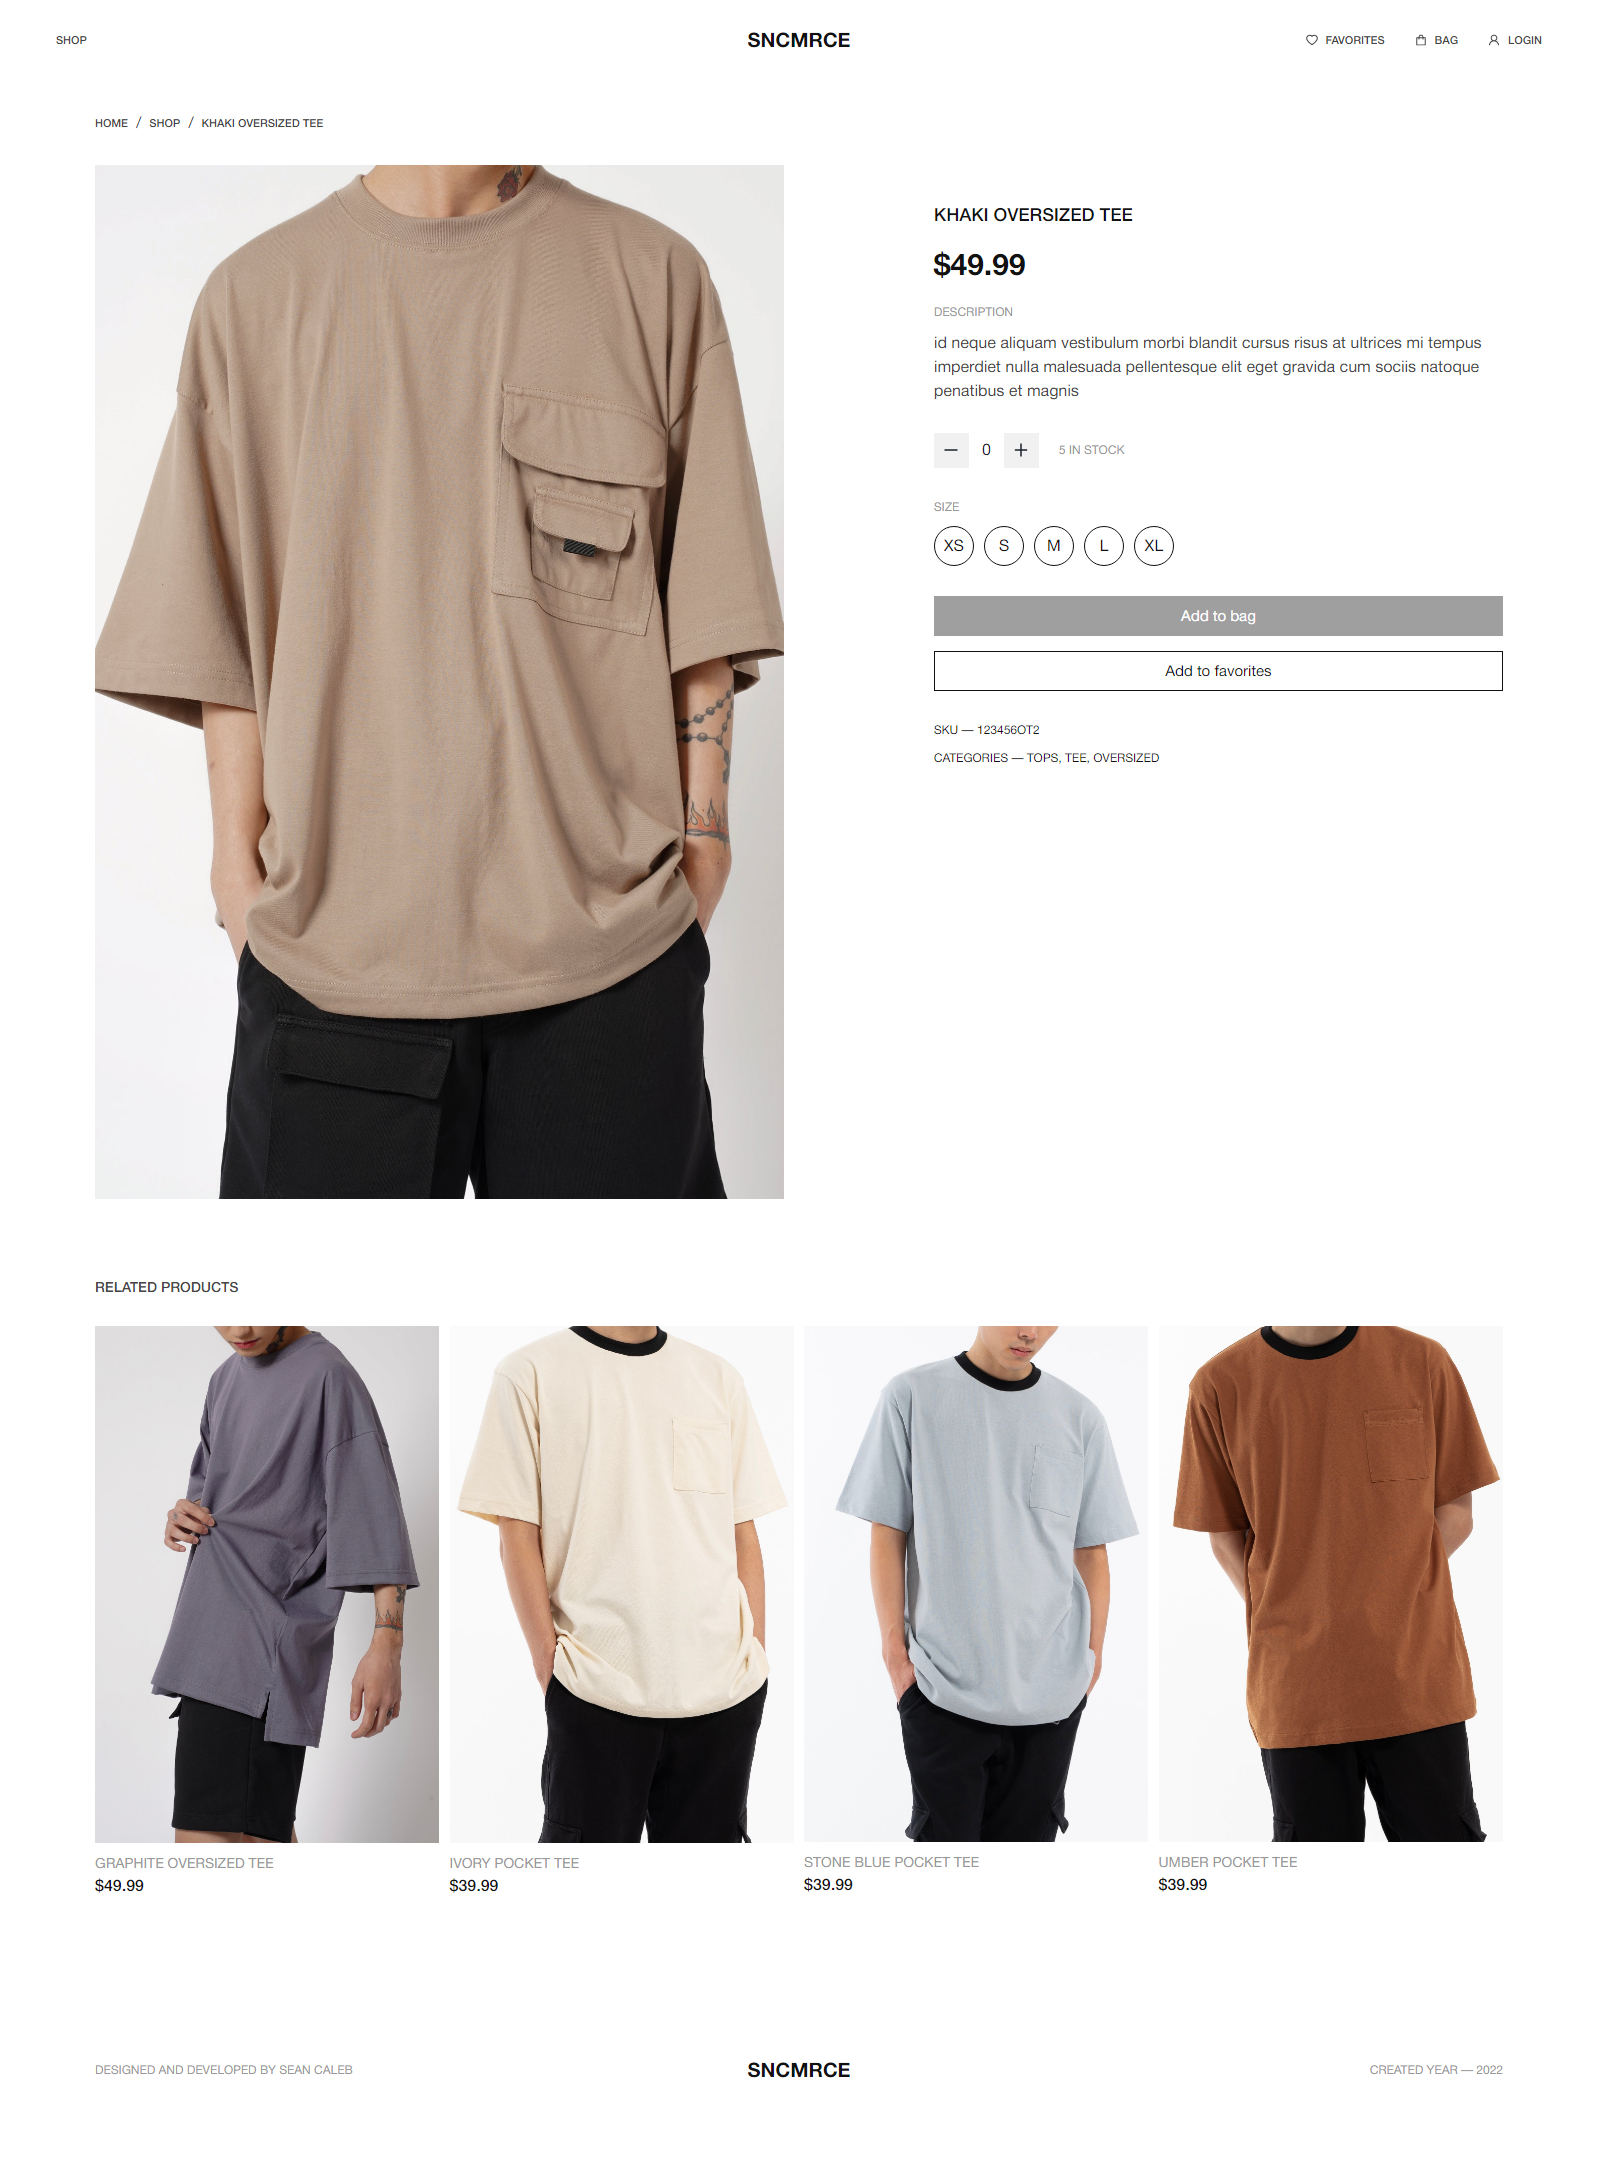 SHOP
SNCMRCE
FAVORITES
BAG
LOGIN
HOME / SHOP / KHAKI OVERSIZED TEE
KHAKI OVERSIZED TEE
$49.99
DESCRIPTION
id neque aliquam vestibulum morbi blandit cursus risus at ultrices mi tempus
imperdiet nulla malesuada pellentesque elit eget gravida cum sociis natoque
penatibus et magnis
0
5 IN STOCK
SIZE
XS S M L XL
Add to bag
Add to favorites
SKU — 123456OT2
CATEGORIES — TOPS, TEE, OVERSIZED
RELATED PRODUCTS
GRAPHITE OVERSIZED TEE
$49.99
IVORY POCKET TEE
$39.99
STONE BLUE POCKET TEE
$39.99
UMBER POCKET TEE
$39.99
DESIGNED AND DEVELOPED BY SEAN CALEB
SNCMRCE
CREATED YEAR — 2022